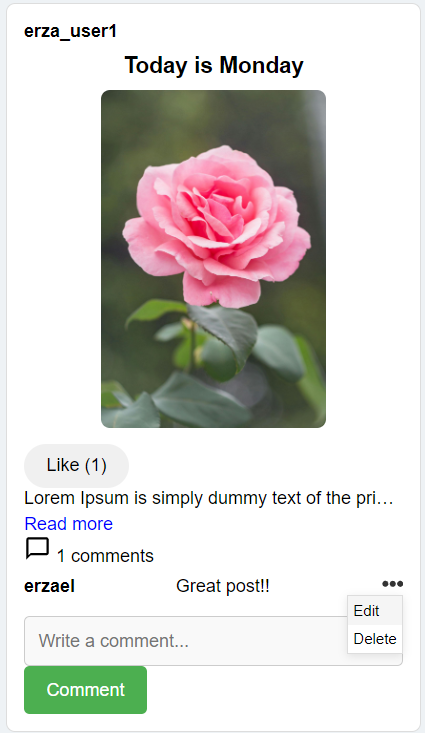 erza_user1
Today is Monday
Like (1)
Lorem Ipsum is simply dummy text of the pri…
Read more
1 comments
erzael Great post!! •••
Edit
Write a comment...
Delete
Comment